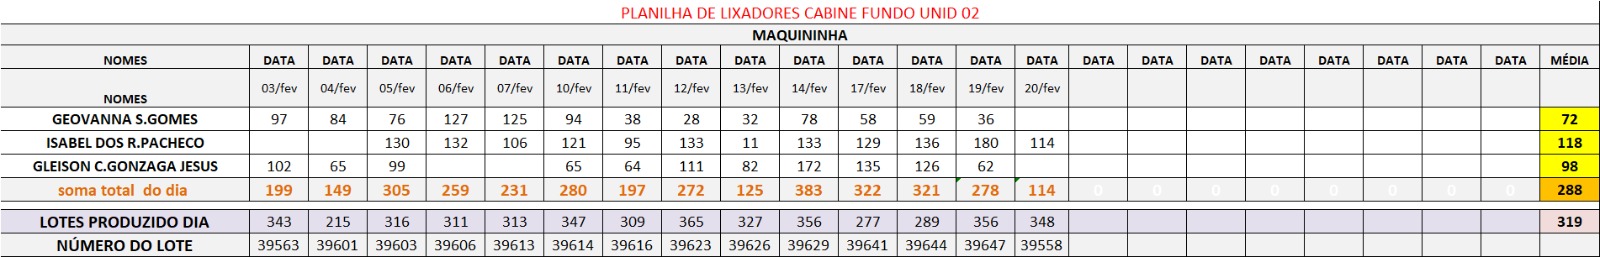 PLANILHA DE LIXADORES CABINE FUNDO UNID 02
MAQUININHA
NOMES DATA DATA DATA DATA DATA DATA DATA DATA DATA DATA DATA DATA DATA DATA DATA DATA DATA DATA DATA DATA DATA DATA MÉDIA
NOMES 03/fev 04/fev 05/fev 06/fev 07/fev 10/fev 11/fev 12/fev 13/fev 14/fev 17/fev 18/fev 19/fev 20/fev
GEOVANNA S.GOMES 97 84 76 127 125 94 38 28 32 78 58 59 36 72
ISABEL DOS R.PACHECO 130 132 106 121 95 133 11 133 129 136 180 114 118
GLEISON C.GONZAGA JESUS 102 65 99 65 64 111 82 172 135 126 62 98
soma total do dia 199 149 305 259 231 280 197 272 125 383 322 321 278 114 0 0 0 0 0 0 0 0 288
LOTES PRODUZIDO DIA 343 215 316 311 313 347 309 365 327 356 277 289 356 348 319
NÚMERO DO LOTE 39563 39601 39603 39606 39613 39614 39616 39623 39626 39629 39641 39644 39647 39558